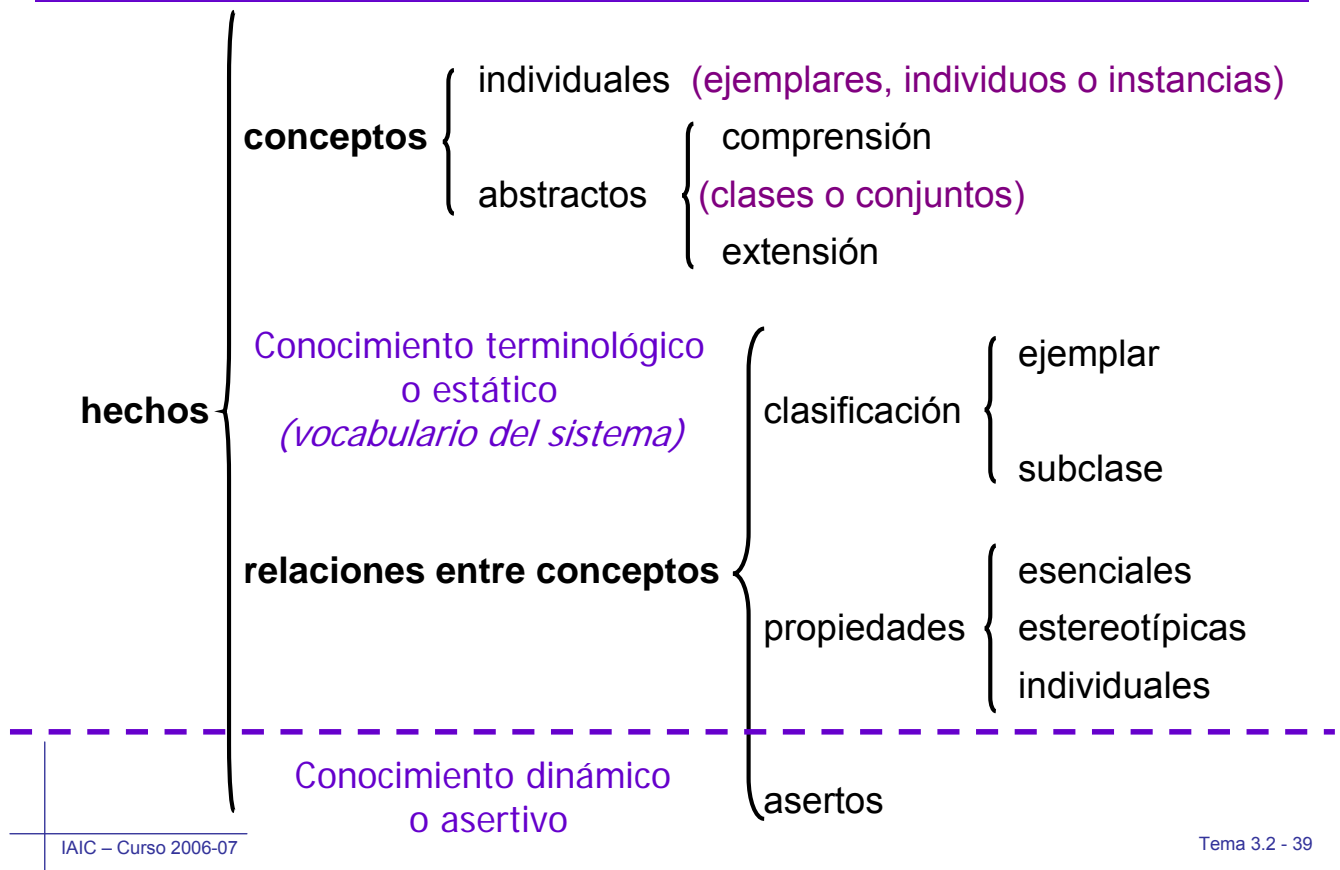 individuales (ejemplares, individuos o instancias)
conceptos
comprensión
abstractos
(clases o conjuntos)
extensión
Conocimiento terminológico
o estático
(vocabulario del sistema)
hechos
ejemplar
clasificación
subclase
relaciones entre conceptos
esenciales
propiedades
estereotípicas
individuales
Conocimiento dinámico
o asertivo
asertos
IAIC – Curso 2006-07
Tema 3.2 - 39